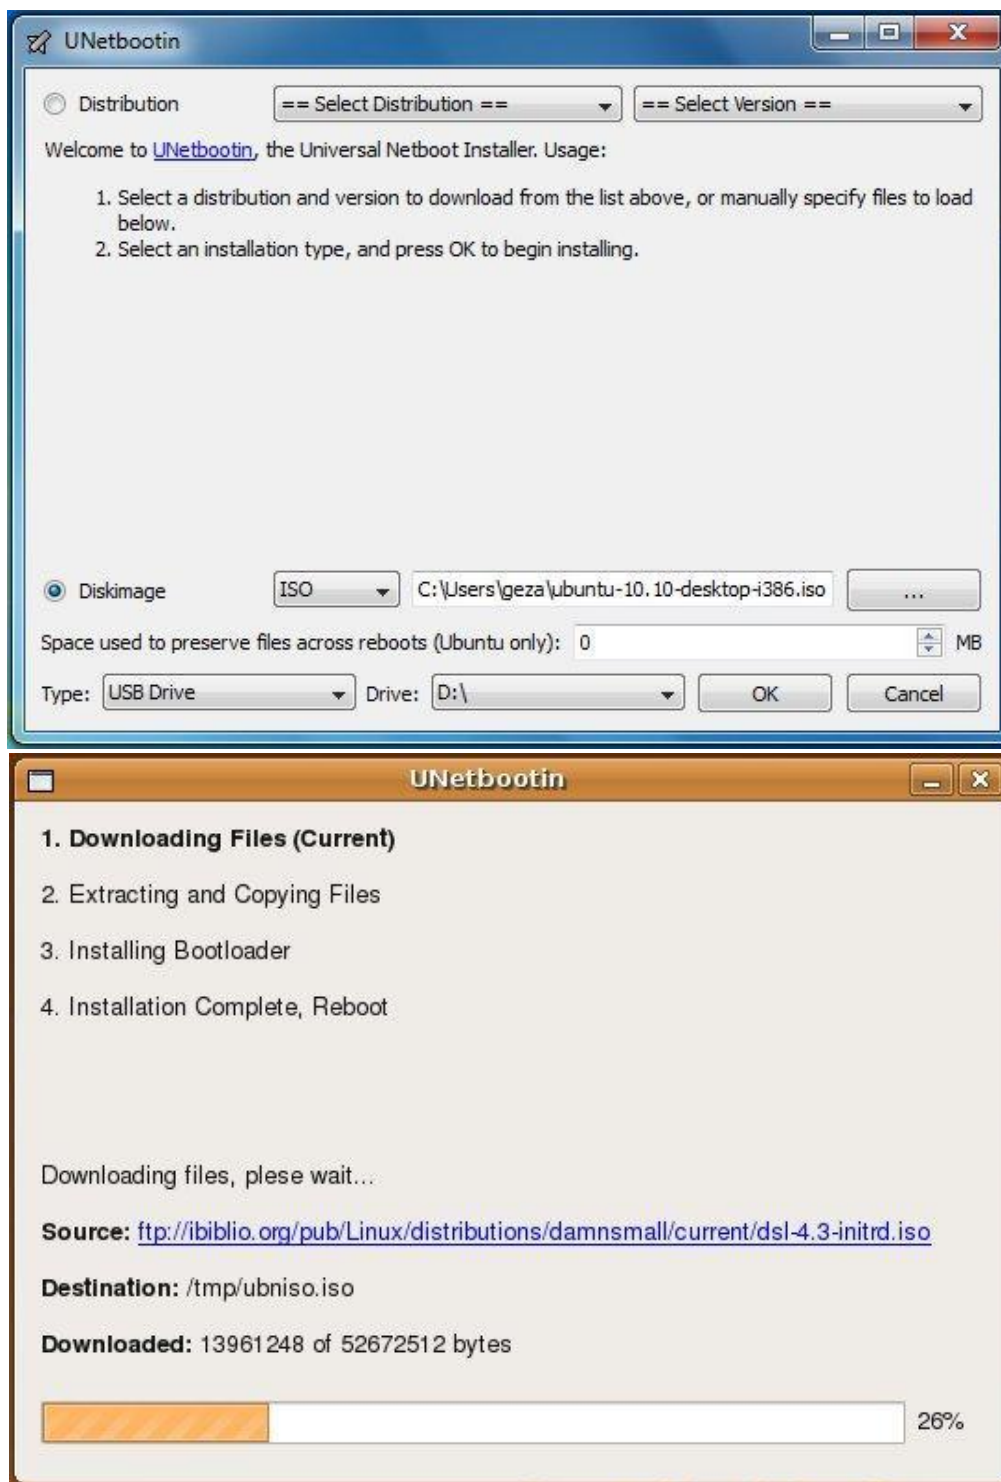 UNetbootin
Distribution == Select Distribution == == Select Version ==
Welcome to UNetbootin, the Universal Netboot Installer. Usage:
1. Select a distribution and version to download from the list above, or manually specify files to load
below.
2. Select an installation type, and press OK to begin installing.
Diskimage ISO C:\Users\geza\ubuntu-10.10-desktop-i386.iso ...
Space used to preserve files across reboots (Ubuntu only): 0 MB
Type: USB Drive Drive: D:\ OK Cancel
UNetbootin
1. Downloading Files (Current)
2. Extracting and Copying Files
3. Installing Bootloader
4. Installation Complete, Reboot
Downloading files, plese wait...
Source: ftp://ibiblio.org/pub/Linux/distributions/damnsmall/current/dsl-4.3-initrd.iso
Destination: /tmp/ubniso.iso
Downloaded: 13961248 of 52672512 bytes
26%